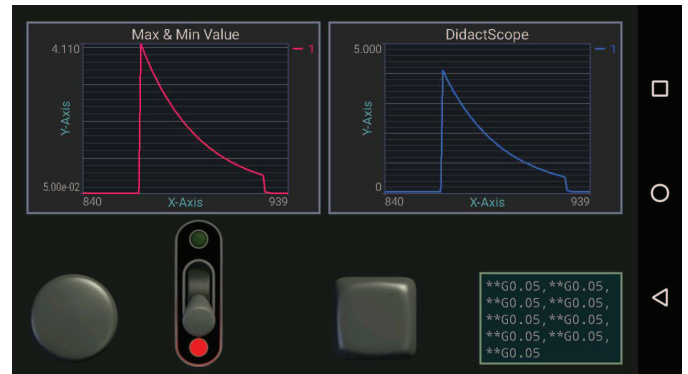 Max & Min Value
4.110
1
Y-Axis
5.00e-02
840
X-Axis
939
DidactScope
5.000
1
Y-Axis
0
840
X-Axis
939
**G0.05,**G0.05,
**G0.05,**G0.05,
**G0.05,**G0.05,
**G0.05,**G0.05,
**G0.05